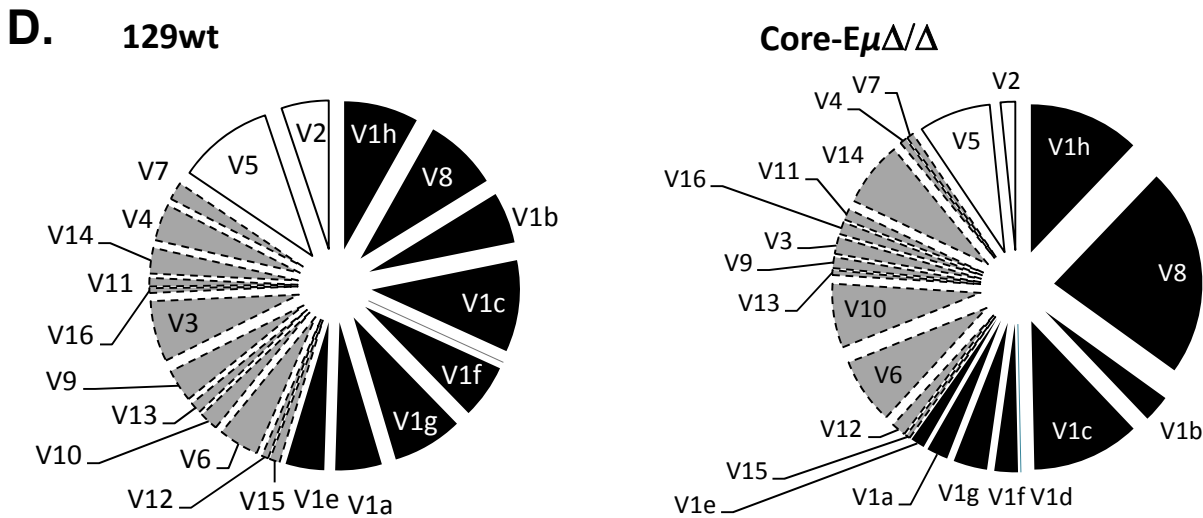 D.
129wt
V1h
V8
V1b
V1c
V1f
V1g
V1a
V1e
V15
V12
V6
V10
V13
V9
V3
V16
V11
V14
V4
V7
V5
V2
Core-EμΔ/Δ
V1h
V8
V1b
V1c
V1d
V1f
V1g
V1a
V1e
V15
V12
V6
V10
V13
V9
V3
V16
V11
V14
V4
V7
V5
V2